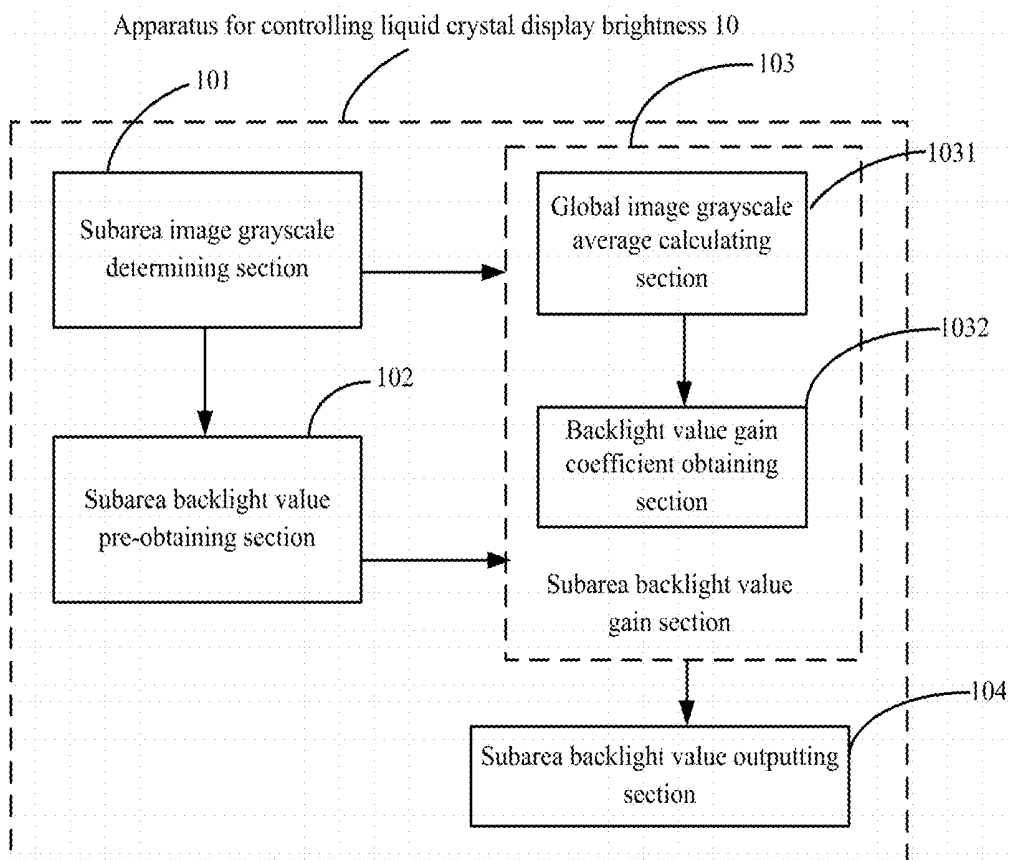 Apparatus for controlling liquid crystal display brightness 10
101
103
1031
Subarea image grayscale
determining section
Global image grayscale
average calculating
section
1032
102
Backlight value gain
coefficient obtaining
section
Subarea backlight value
pre-obtaining section
Subarea backlight value
gain section
104
Subarea backlight value outputting
section